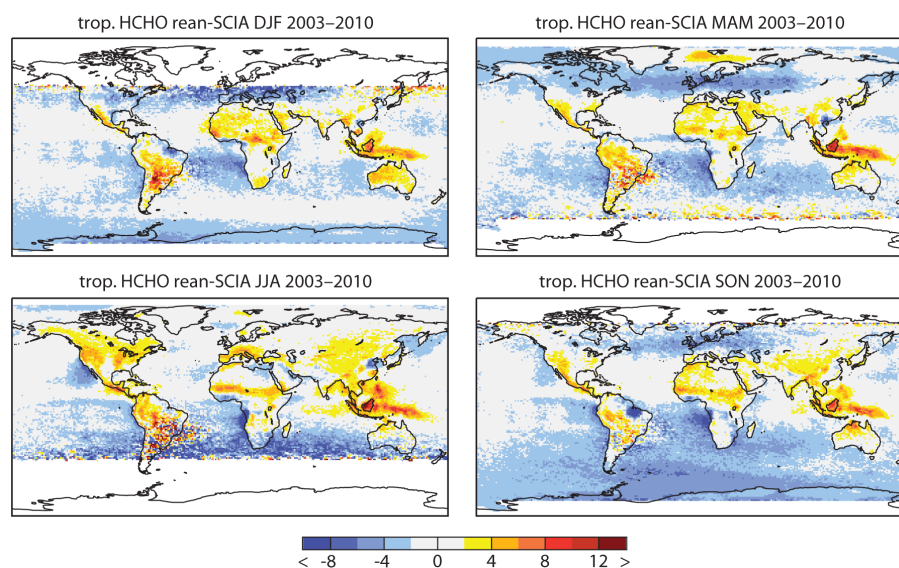 trop. HCHO rean-SCIA DJF 2003–2010
trop. HCHO rean-SCIA MAM 2003–2010
trop. HCHO rean-SCIA JJA 2003–2010
trop. HCHO rean-SCIA SON 2003–2010
< -8 -4 0 4 8 12 >